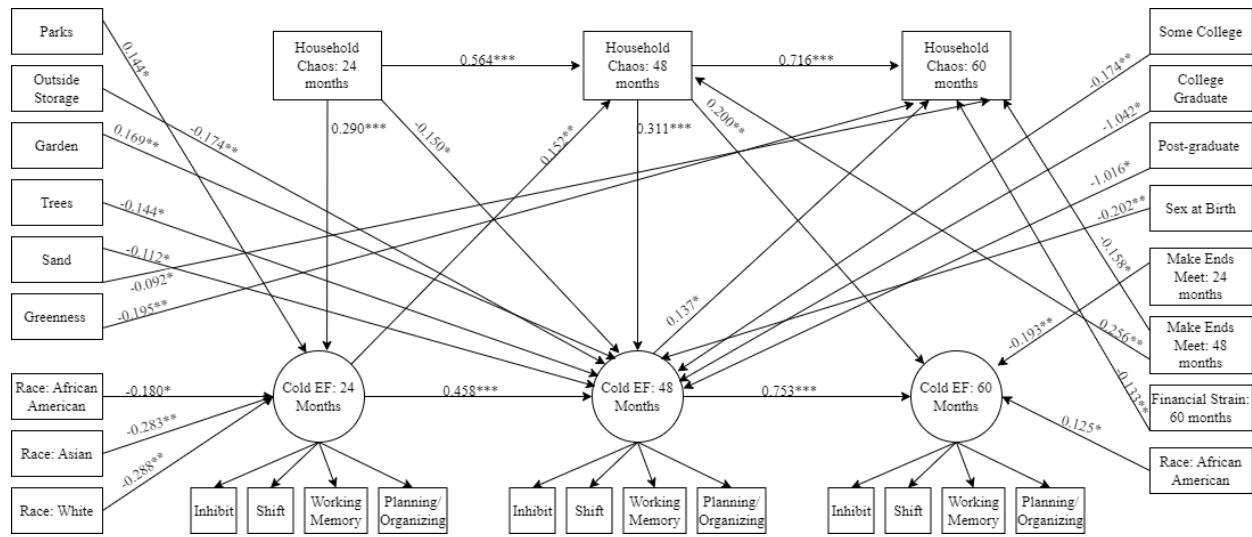 Parks
Outside
Storage
Garden
Trees
Sand
Greenness
Race: African
American
Race: Asian
Race: White
0.144*
-0.174**
0.169**
-0.144*
-0.112*
-0.092*
-0.195**
-0.180*
-0.283**
-0.288**
Household
Chaos: 24
months
0.564***
Household
Chaos: 48
months
0.716***
Household
Chaos: 60
months
0.290***
-0.150*
0.152**
0.311***
0.200**
0.137*
Cold EF: 24
Months
0.458***
Cold EF: 48
Months
0.753***
Cold EF: 60
Months
Inhibit
Shift
Working
Memory
Planning/
Organizing
Inhibit
Shift
Working
Memory
Planning/
Organizing
Inhibit
Shift
Working
Memory
Planning/
Organizing
-0.174**
-1.042*
-1.016*
-0.202**
-0.158*
-0.193**
0.256**
-0.133**
0.125*
Some College
College
Graduate
Post-graduate
Sex at Birth
Make Ends
Meet: 24
months
Make Ends
Meet: 48
months
Financial Strain:
60 months
Race: African
American